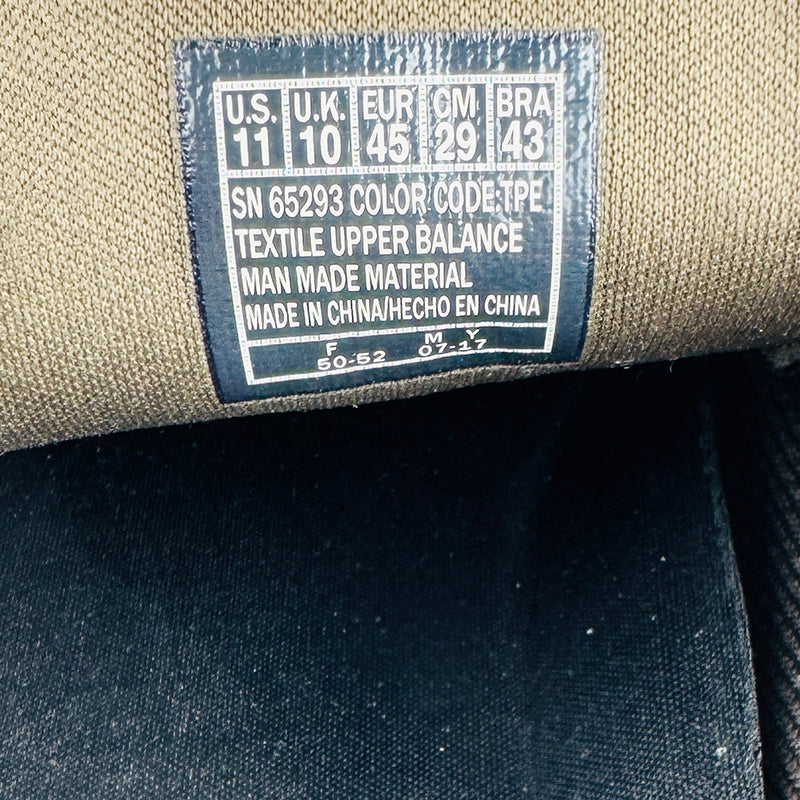 U.S. U.K. EUR CM BRA
11 10 45 29 43
SN 65293 COLOR CODE:TPE
TEXTILE UPPER BALANCE
MAN MADE MATERIAL
MADE IN CHINA/HECHO EN CHINA
F M Y
50-52 07-17